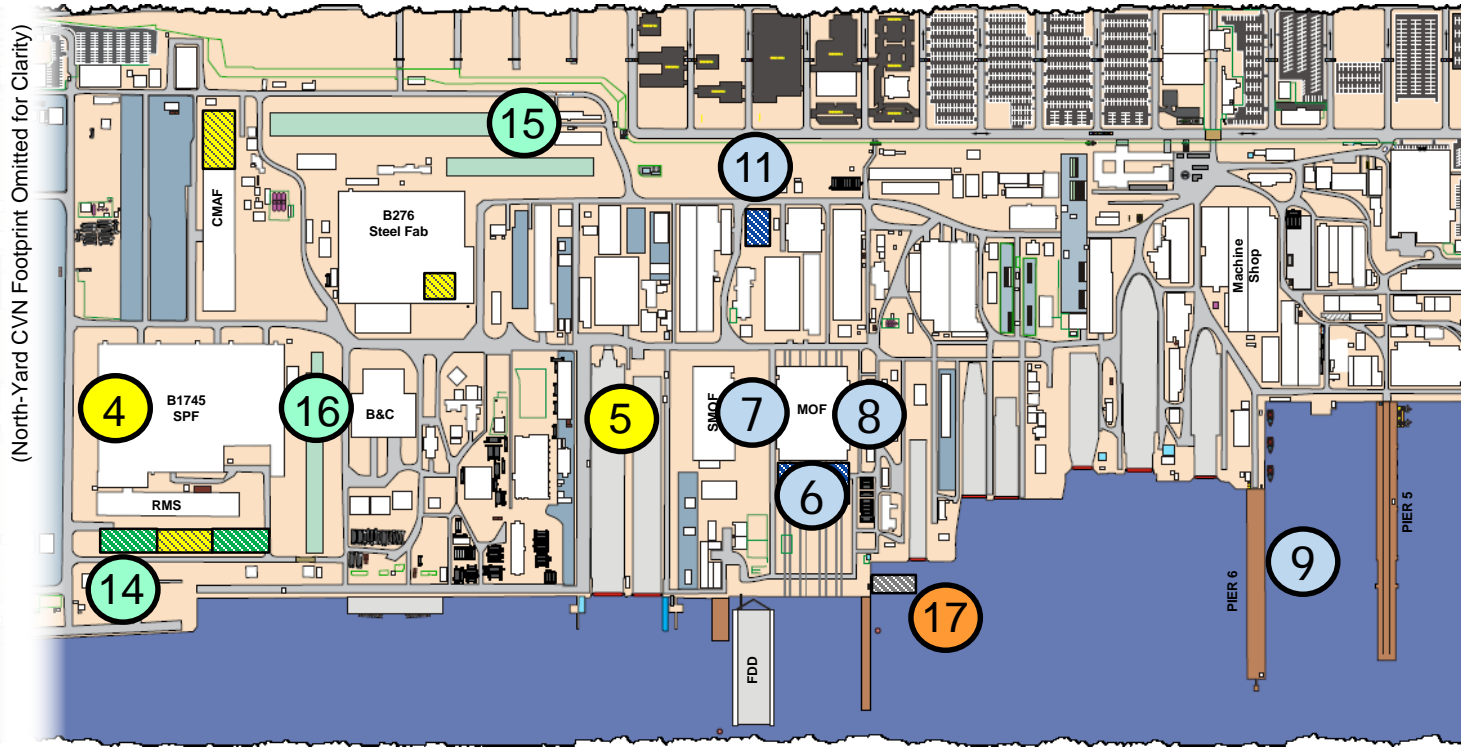 (North-Yard CVN Footprint Omitted for Clarity)
15
11
CMAF
B276
Steel Fab
Machine
Shop
4
B1745
SPF
16
B&C
5
SMOF
7
MOF
8
6
RMS
14
17
FDD
PIER 6
9
PIER 5